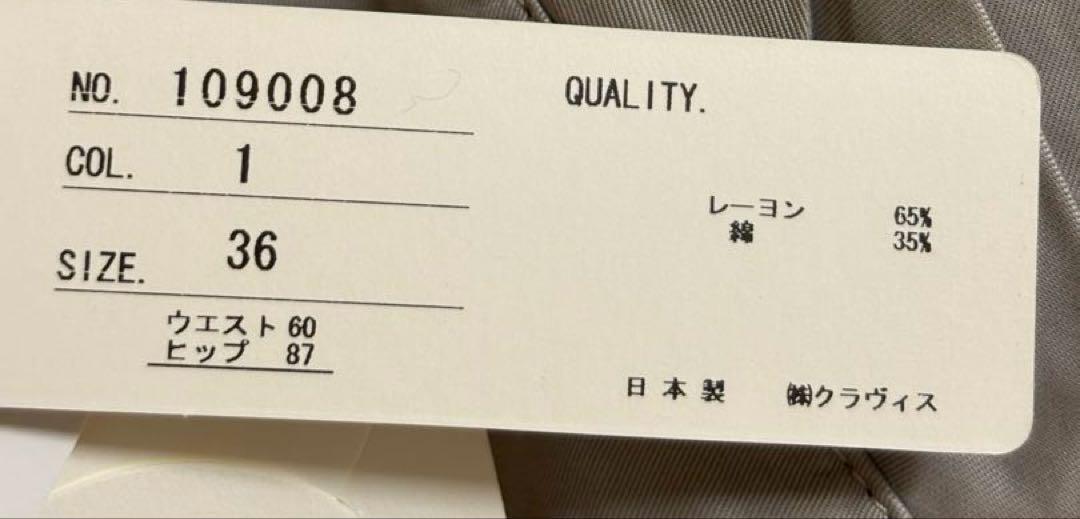 NO. 109008
COL. 1
SIZE. 36
ウエスト 60
ヒップ 87
QUALITY.
レーヨン 65%
綿 35%
日本製 ㈱クラヴィス